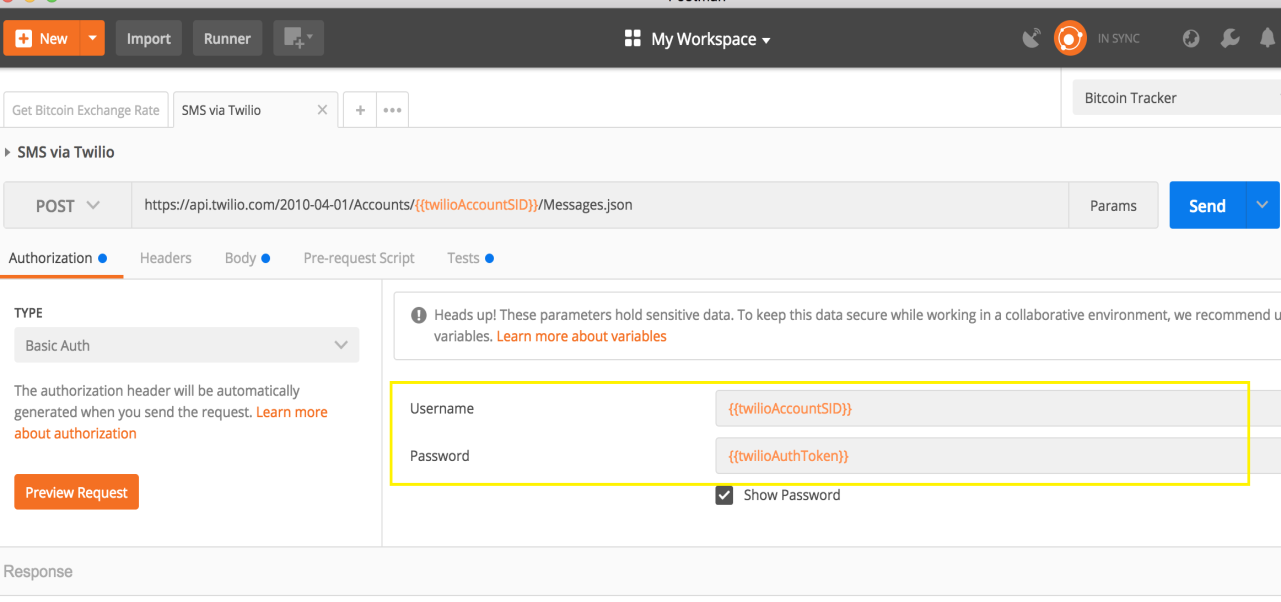 New
Import
Runner
My Workspace
IN SYNC
Get Bitcoin Exchange Rate
SMS via Twilio
Bitcoin Tracker
SMS via Twilio
POST
https://api.twilio.com/2010-04-01/Accounts/{{twilioAccountSID}}/Messages.json
Params
Send
Authorization
Headers
Body
Pre-request Script
Tests
TYPE
Basic Auth
The authorization header will be automatically
generated when you send the request. Learn more
about authorization
Preview Request
Heads up! These parameters hold sensitive data. To keep this data secure while working in a collaborative environment, we recommend
variables. Learn more about variables
Username
{{twilioAccountSID}}
Password
{{twilioAuthToken}}
Show Password
Response